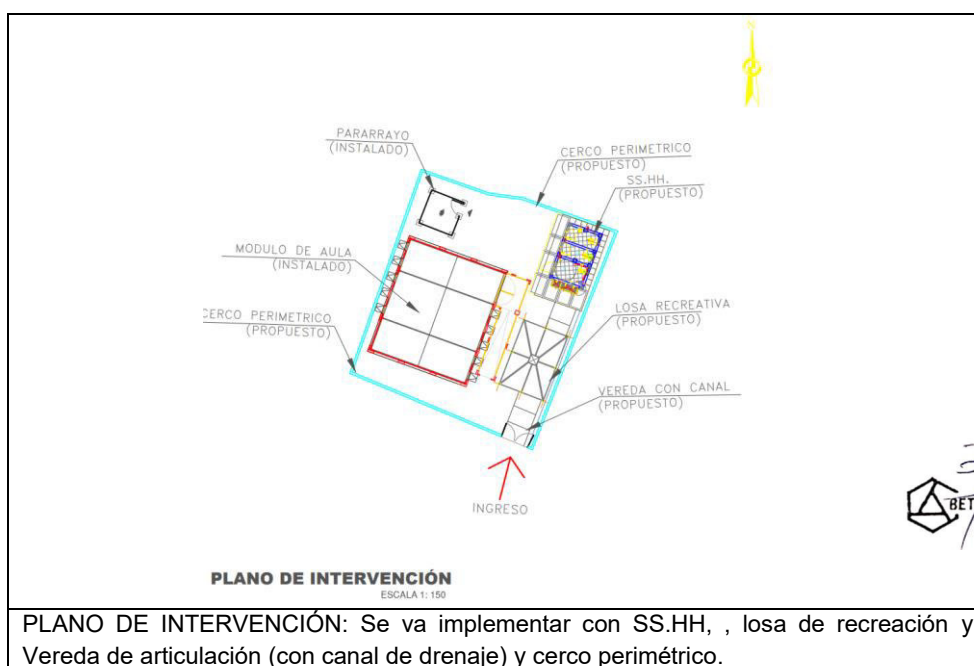 N
PARARRAYO
(INSTALADO)
CERCO PERIMETRICO
(PROPUESTO)
SS.HH.
(PROPUESTO)
MODULO DE AULA
(INSTALADO)
LOSA RECREATIVA
(PROPUESTO)
CERCO PERIMETRICO
(PROPUESTO)
VEREDA CON CANAL
(PROPUESTO)
INGRESO
BET
PLANO DE INTERVENCIÓN
ESCALA 1: 150
PLANO DE INTERVENCIÓN: Se va implementar con SS.HH, , losa de recreación y
Vereda de articulación (con canal de drenaje) y cerco perimétrico.